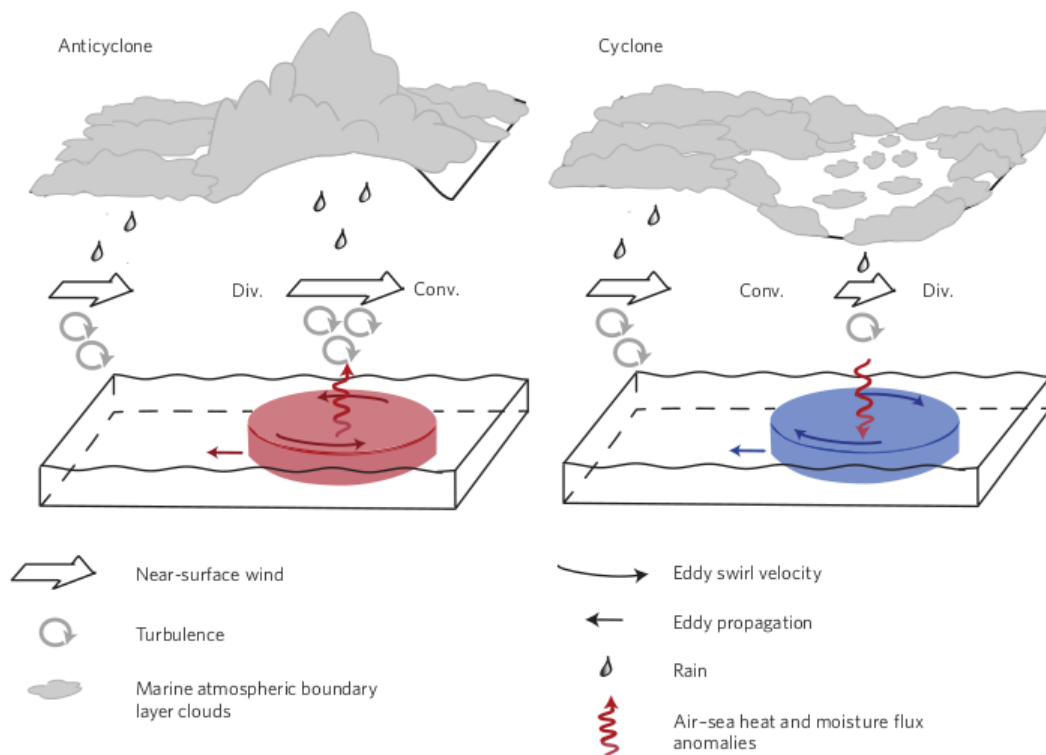 Anticyclone
Cyclone
Div.
Conv.
Conv.
Div.
Near-surface wind
Turbulence
Marine atmospheric boundary
layer clouds
Eddy swirl velocity
Eddy propagation
Rain
Air–sea heat and moisture flux
anomalies